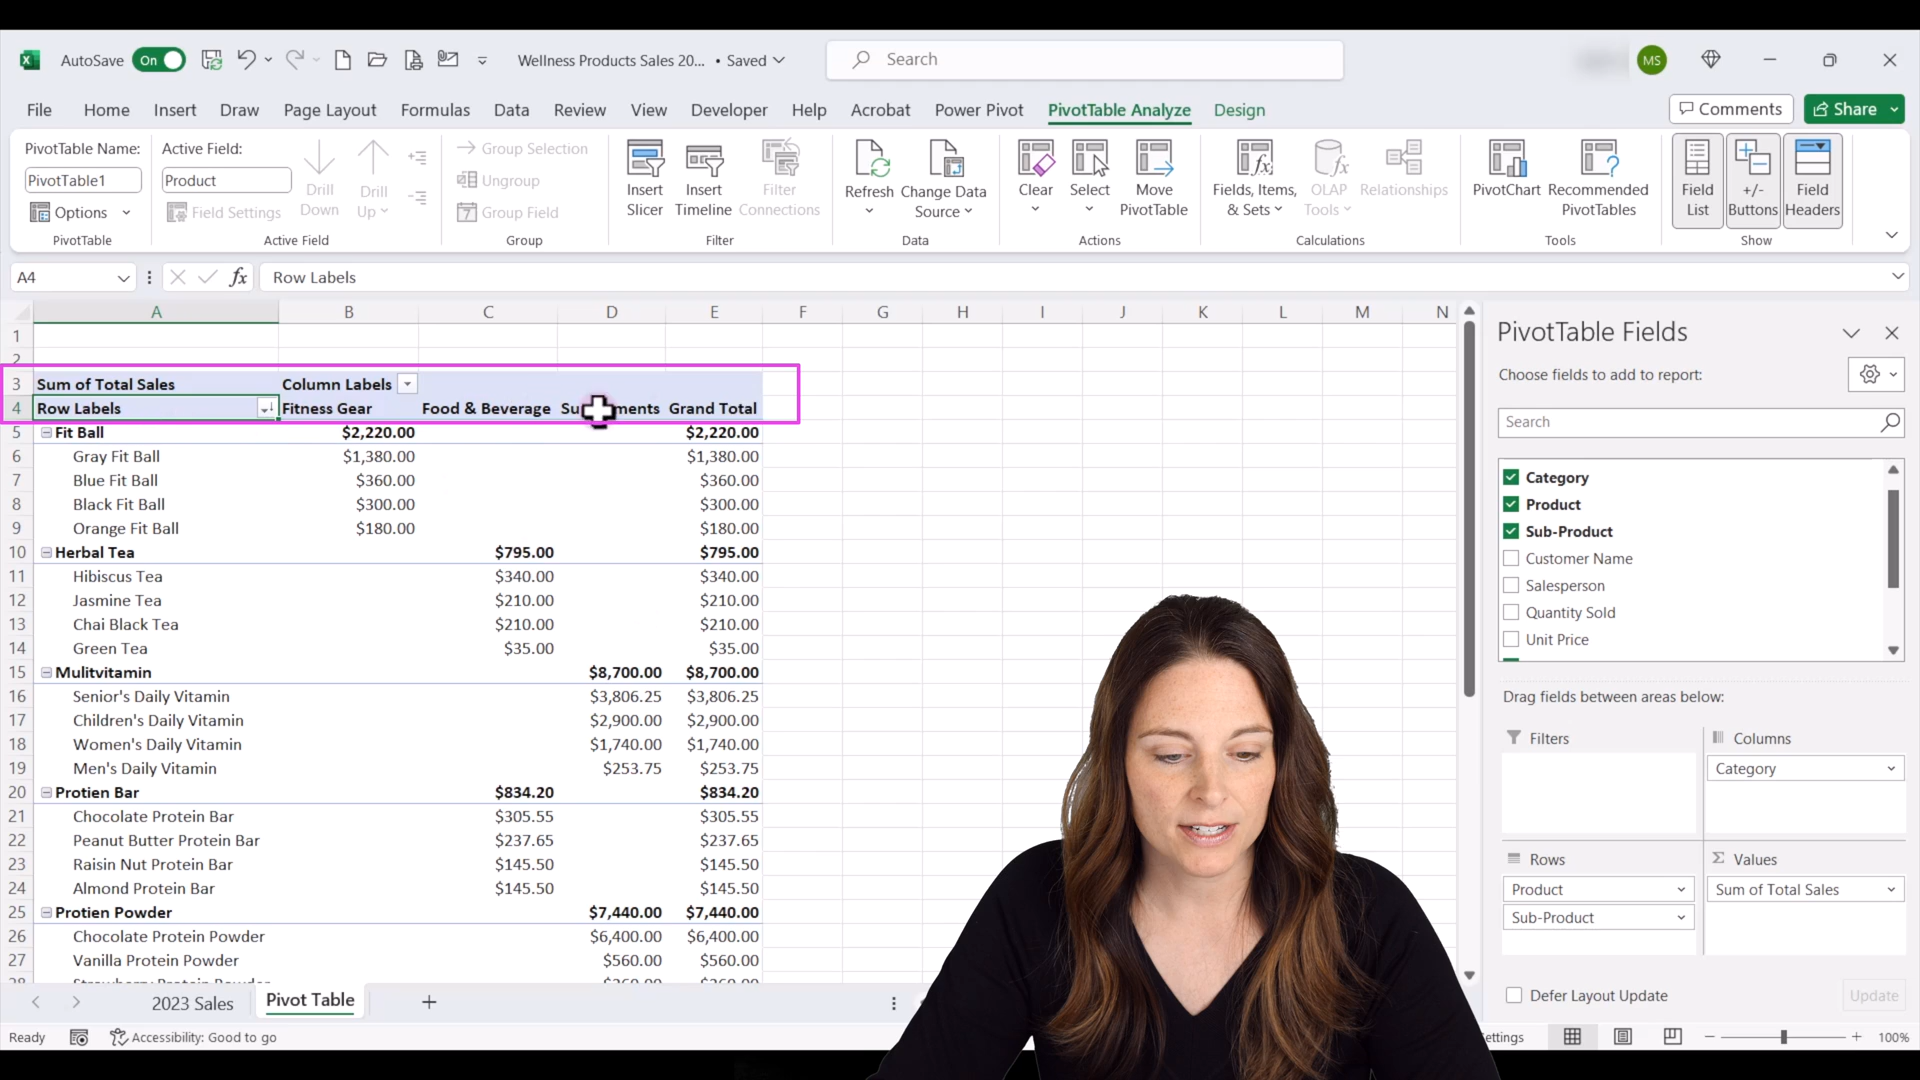 AutoSave On Wellness Products Sales 20... • Saved Search MS
File Home Insert Draw Page Layout Formulas Data Review View Developer Help Acrobat Power Pivot PivotTable Analyze Design Comments Share
PivotTable Name:
PivotTable1
Options
PivotTable
Active Field:
Product
Field Settings
Drill Down
Drill Up
Active Field
Group Selection
Ungroup
Group Field
Group
Insert Slicer
Insert Timeline
Filter Connections
Filter
Refresh
Change Data Source
Data
Clear
Select
Move PivotTable
Actions
Fields, Items, & Sets
OLAP Tools
Relationships
Calculations
PivotChart
Recommended PivotTables
Tools
Field List
+/- Buttons
Field Headers
Show
A4 fx Row Labels
A B C D E F G H I J K L M N
1
2
3 Sum of Total Sales Column Labels
4 Row Labels Fitness Gear Food & Beverage Grand Total
5 Fit Ball $2,220.00 $2,220.00
6 Gray Fit Ball $1,380.00 $1,380.00
7 Blue Fit Ball $360.00 $360.00
8 Black Fit Ball $300.00 $300.00
9 Orange Fit Ball $180.00 $180.00
10 Herbal Tea $795.00 $795.00
11 Hibiscus Tea $340.00 $340.00
12 Jasmine Tea $210.00 $210.00
13 Chai Black Tea $210.00 $210.00
14 Green Tea $35.00 $35.00
15 Mulitvitamin $8,700.00 $8,700.00
16 Senior's Daily Vitamin $3,806.25 $3,806.25
17 Children's Daily Vitamin $2,900.00 $2,900.00
18 Women's Daily Vitamin $1,740.00 $1,740.00
19 Men's Daily Vitamin $253.75 $253.75
20 Protien Bar $834.20 $834.20
21 Chocolate Protein Bar $305.55 $305.55
22 Peanut Butter Protein Bar $237.65 $237.65
23 Raisin Nut Protein Bar $145.50 $145.50
24 Almond Protein Bar $145.50 $145.50
25 Protien Powder $7,440.00 $7,440.00
26 Chocolate Protein Powder $6,400.00 $6,400.00
27 Vanilla Protein Powder $560.00 $560.00
PivotTable Fields
Choose fields to add to report:
Search
Category
Product
Sub-Product
Customer Name
Salesperson
Quantity Sold
Unit Price
Drag fields between areas below:
Filters
Columns
Category
Rows
Product
Sub-Product
Values
Sum of Total Sales
Defer Layout Update Update
2023 Sales Pivot Table
Ready Accessibility: Good to go 100%